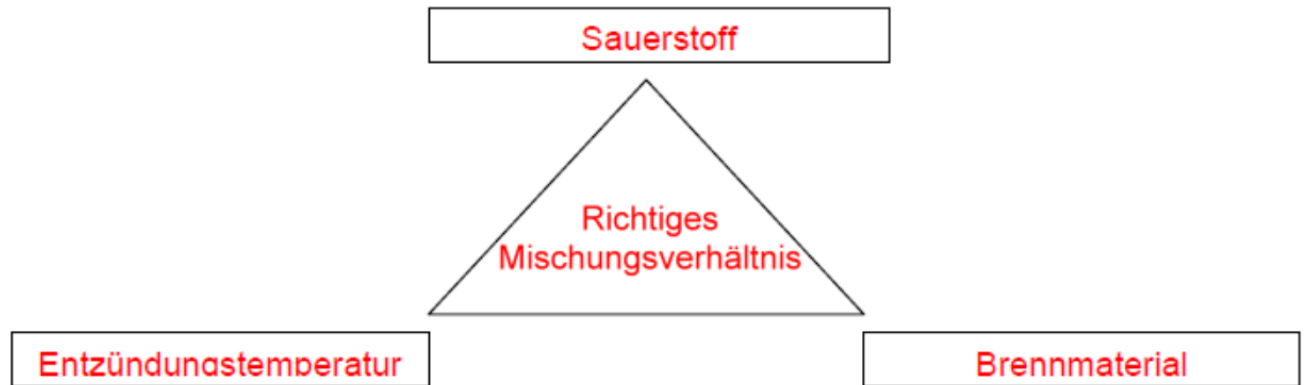 Sauerstoff
Richtiges
Mischungsverhältnis
Entzündungstemperatur
Brennmaterial